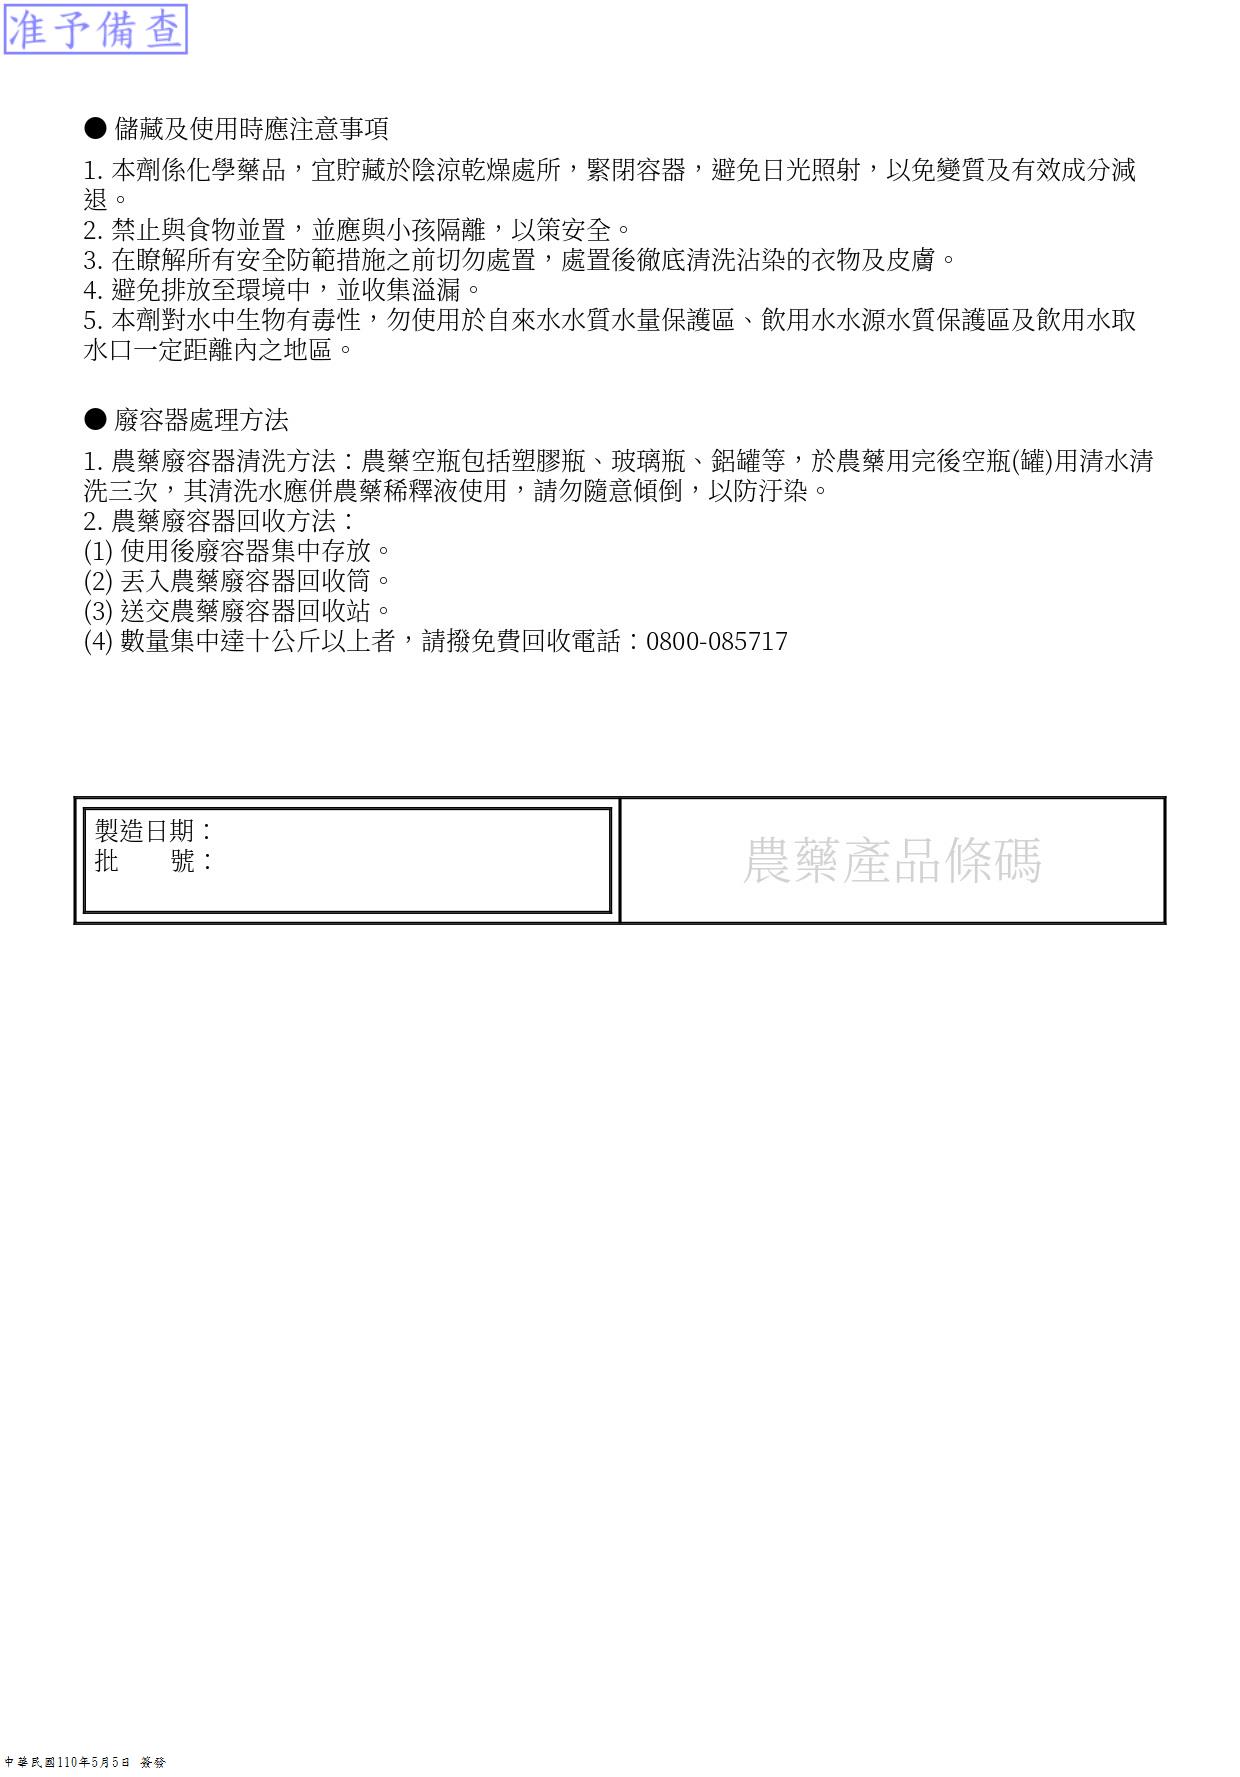 准予備查
● 儲藏及使用時應注意事項
1. 本劑係化學藥品，宜貯藏於陰涼乾燥處所，緊閉容器，避免日光照射，以免變質及有效成分減
退。
2. 禁止與食物並置，並應與小孩隔離，以策安全。
3. 在瞭解所有安全防範措施之前切勿處置，處置後徹底清洗沾染的衣物及皮膚。
4. 避免排放至環境中，並收集溢漏。
5. 本劑對水中生物有毒性，勿使用於自來水水質水量保護區、飲用水水源水質保護區及飲用水取
水口一定距離內之地區。
● 廢容器處理方法
1. 農藥廢容器清洗方法：農藥空瓶包括塑膠瓶、玻璃瓶、鋁罐等，於農藥用完後空瓶(罐)用清水清
洗三次，其清洗水應併農藥稀釋液使用，請勿隨意傾倒，以防汙染。
2. 農藥廢容器回收方法：
(1) 使用後廢容器集中存放。
(2) 丟入農藥廢容器回收筒。
(3) 送交農藥廢容器回收站。
(4) 數量集中達十公斤以上者，請撥免費回收電話：0800-085717
製造日期：
批　　號：
農藥產品條碼
中華民國110年5月5日 簽發